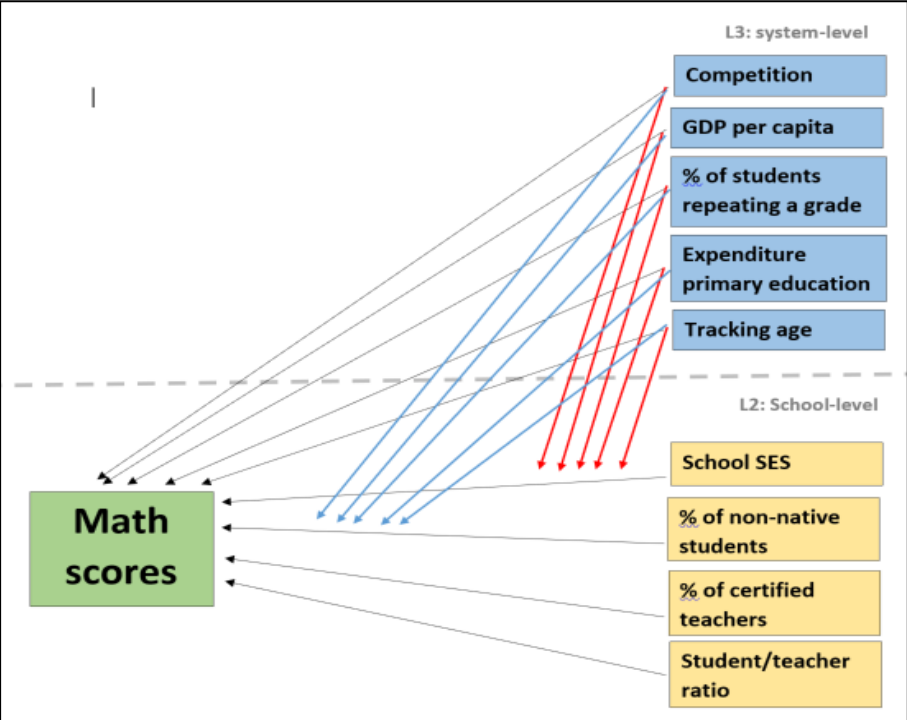 L3: system-level
Competition
GDP per capita
% of students
repeating a grade
Expenditure
primary education
Tracking age
L2: School-level
School SES
Math
scores
% of non-native
students
% of certified
teachers
Student/teacher
ratio